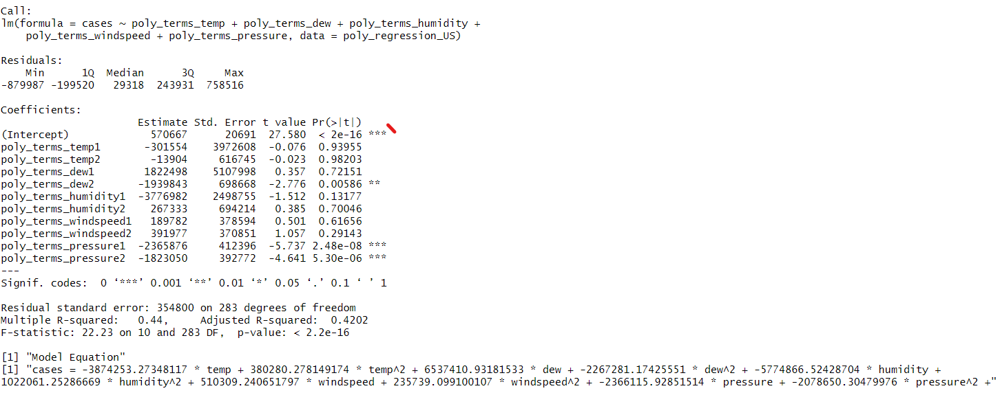 Call:
lm(formula = cases ~ poly_terms_temp + poly_terms_dew + poly_terms_humidity +
    poly_terms_windspeed + poly_terms_pressure, data = poly_regression_US)
Residuals:
    Min      1Q  Median      3Q     Max
-879987 -199520   29318  243931  758516
Coefficients:
                      Estimate Std. Error t value Pr(>|t|)
(Intercept)             570667      20691  27.580  < 2e-16 ***
poly_terms_temp1       -301554    3972608  -0.076  0.93955
poly_terms_temp2        -13904     616745  -0.023  0.98203
poly_terms_dew1        1822498    5107998   0.357  0.72151
poly_terms_dew2       -1939843     698668  -2.776  0.00586 **
poly_terms_humidity1  -3776982    2498755  -1.512  0.13177
poly_terms_humidity2    267333     694214   0.385  0.70046
poly_terms_windspeed1   189782     378594   0.501  0.61656
poly_terms_windspeed2   391977     370851   1.057  0.29143
poly_terms_pressure1  -2365876     412396  -5.737 2.48e-08 ***
poly_terms_pressure2  -1823050     392772  -4.641 5.30e-06 ***
---
Signif. codes:  0 ‘***’ 0.001 ‘**’ 0.01 ‘*’ 0.05 ‘.’ 0.1 ‘ ’ 1
Residual standard error: 354800 on 283 degrees of freedom
Multiple R-squared:   0.44,	Adjusted R-squared:  0.4202
F-statistic: 22.23 on 10 and 283 DF,  p-value: < 2.2e-16
[1] "Model Equation"
[1] "cases = -3874253.27348117 * temp + 380280.278149174 * temp^2 + 6537410.93181533 * dew + -2267281.17425551 * dew^2 + -5774866.52428704 * humidity +
1022061.25286669 * humidity^2 + 510309.240651797 * windspeed + 235739.099100107 * windspeed^2 + -2366115.92851514 * pressure + -2078650.30479976 * pressure^2 +"